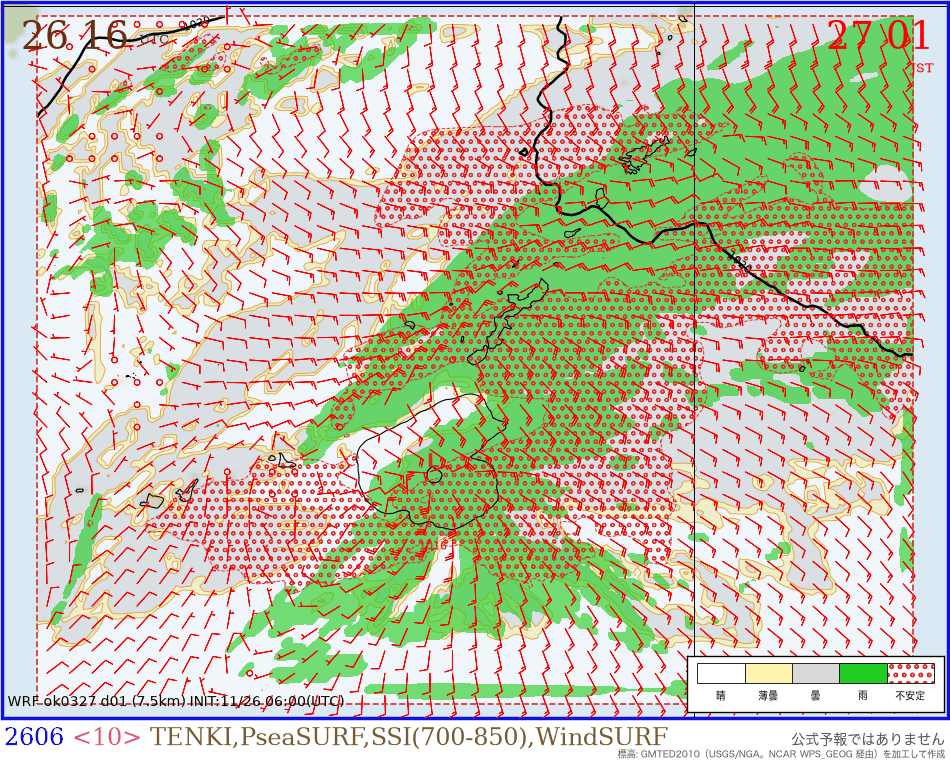 26 16 UTC
27 01
JST
1020
WRF ok0327 d01 (7.5km) INIT:11/26 06:00(UTC)
晴 薄曇 曇 雨 不安定
2606 <10> TENKI,PseaSURF,SSI(700-850),WindSURF
公式予報ではありません
標高: GMTED2010（USGS/NGA。NCAR WPS_GEOG 経由）を加工して作成